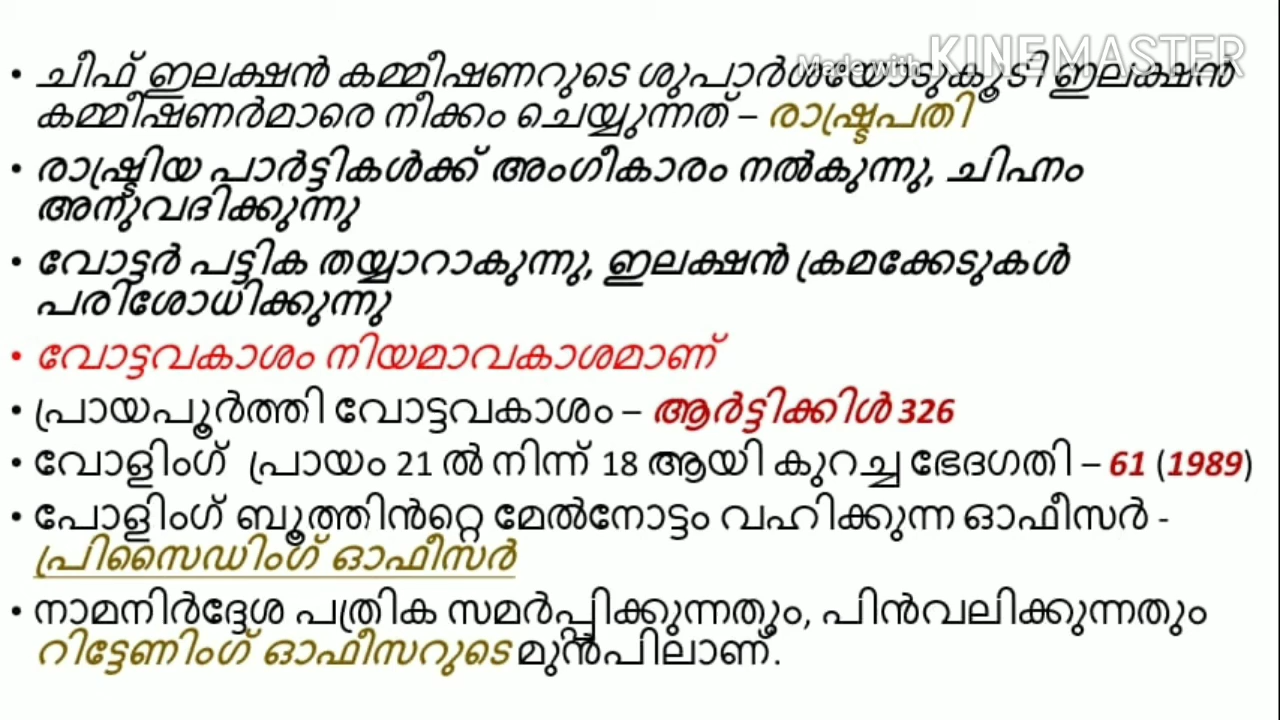 Made with KINEMASTER
• ചീഫ് ഇലക്ഷൻ കമ്മീഷണറുടെ ശുപാർശയോടുകൂടി ഇലക്ഷൻ
കമ്മീഷണർമാരെ നീക്കം ചെയ്യുന്നത് – രാഷ്ട്രപതി
• രാഷ്ട്രിയ പാർട്ടികൾക്ക് അംഗീകാരം നൽകുന്നു, ചിഹ്നം
അനുവദിക്കുന്നു
• വോട്ടർ പട്ടിക തയ്യാറാകുന്നു, ഇലക്ഷൻ ക്രമക്കേടുകൾ
പരിശോധിക്കുന്നു
• വോട്ടവകാശം നിയമാവകാശമാണ്
• പ്രായപൂർത്തി വോട്ടവകാശം – ആർട്ടിക്കിൾ 326
• വോളിംഗ് പ്രായം 21 ൽ നിന്ന് 18 ആയി കുറച്ച ഭേദഗതി – 61 (1989)
• പോളിംഗ് ബൂത്തിൻറ്റെ മേൽനോട്ടം വഹിക്കുന്ന ഓഫീസർ -
പ്രിസൈഡിംഗ് ഓഫീസർ
• നാമനിർദ്ദേശ പത്രിക സമർപ്പിക്കുന്നതും, പിൻവലിക്കുന്നതും
റിട്ടേണിംഗ് ഓഫീസറുടെ മുൻപിലാണ്.